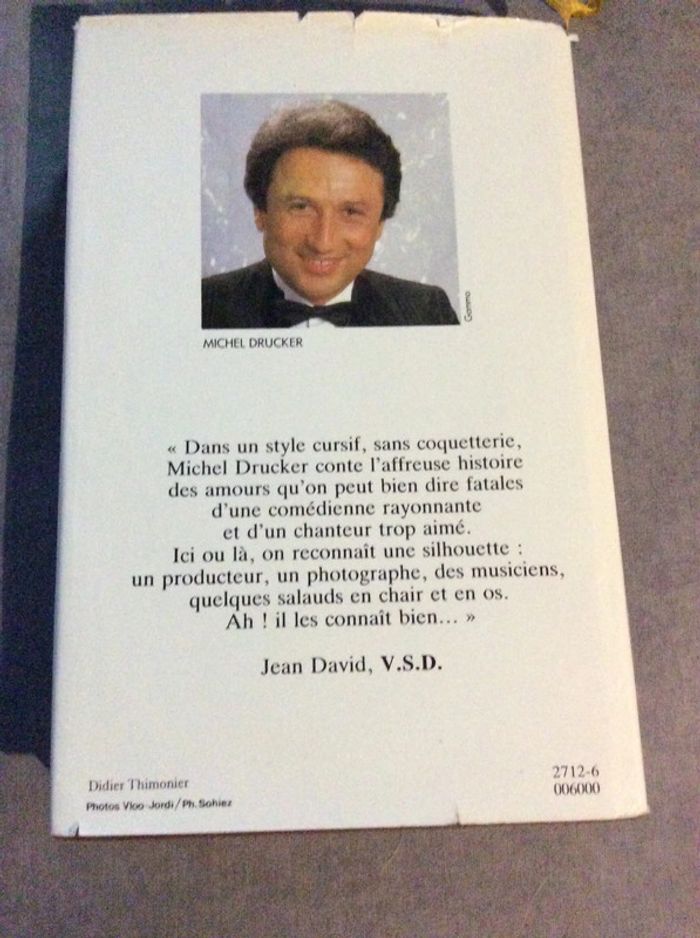 Gamma
MICHEL DRUCKER
« Dans un style cursif, sans coquetterie,
Michel Drucker conte l'affreuse histoire
des amours qu'on peut bien dire fatales
d'une comédienne rayonnante
et d'un chanteur trop aimé.
Ici ou là, on reconnaît une silhouette :
un producteur, un photographe, des musiciens,
quelques salauds en chair et en os.
Ah ! il les connaît bien... »
Jean David, V.S.D.
Didier Thimonier
Photos Vloo-Jordi/Ph. Sohiez
2712-6
006000